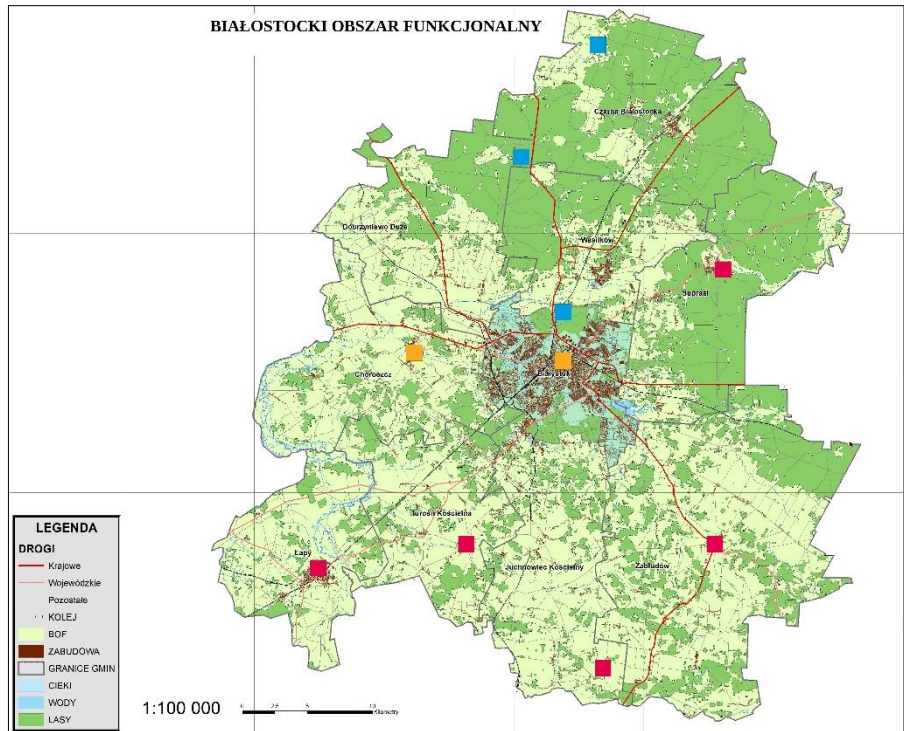 BIAŁOSTOCKI OBSZAR FUNKCJONALNY
Czarna Białostocka
Dobrzyniewo Duże
Wasilków
Supraśl
Choroszcz
Białystok
Turośń Kościelna
Łapy
Juchnowiec Kościelny
Zabłudów
LEGENDA
DROGI
Krajowe
Wojewódzkie
Pozostałe
KOLEJ
BOF
ZABUDOWA
GRANICE GMIN
CIEKI
WODY
LASY
1:100 000
0 2,5 5 10
Kilometry